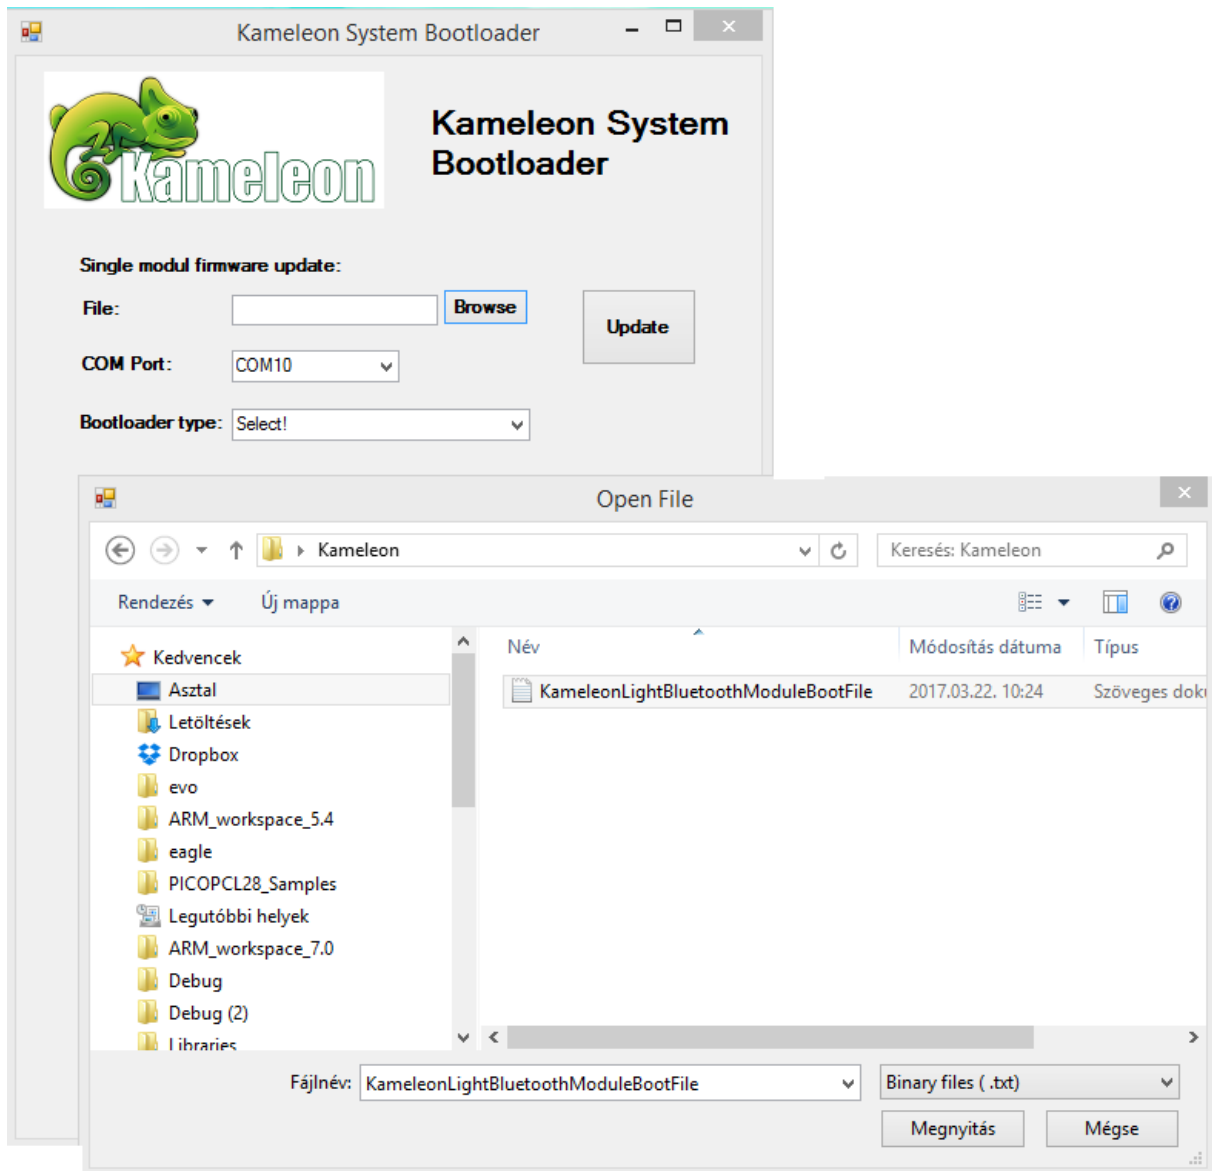 Kameleon System Bootloader
Kameleon
Kameleon System
Bootloader
Single modul firmware update:
File:
Browse
Update
COM Port:
COM10
Bootloader type:
Select!
Open File
Kameleon
Keresés: Kameleon
Rendezés
Új mappa
Név
Módosítás dátuma
Típus
Kedvencek
Asztal
KameleonLightBluetoothModuleBootFile
2017.03.22. 10:24
Szöveges doku
Letöltések
Dropbox
evo
ARM_workspace_5.4
eagle
PICOPCL28_Samples
Legutóbbi helyek
ARM_workspace_7.0
Debug
Debug (2)
Libraries
Fájlnév:
KameleonLightBluetoothModuleBootFile
Binary files ( .txt)
Megnyitás
Mégse